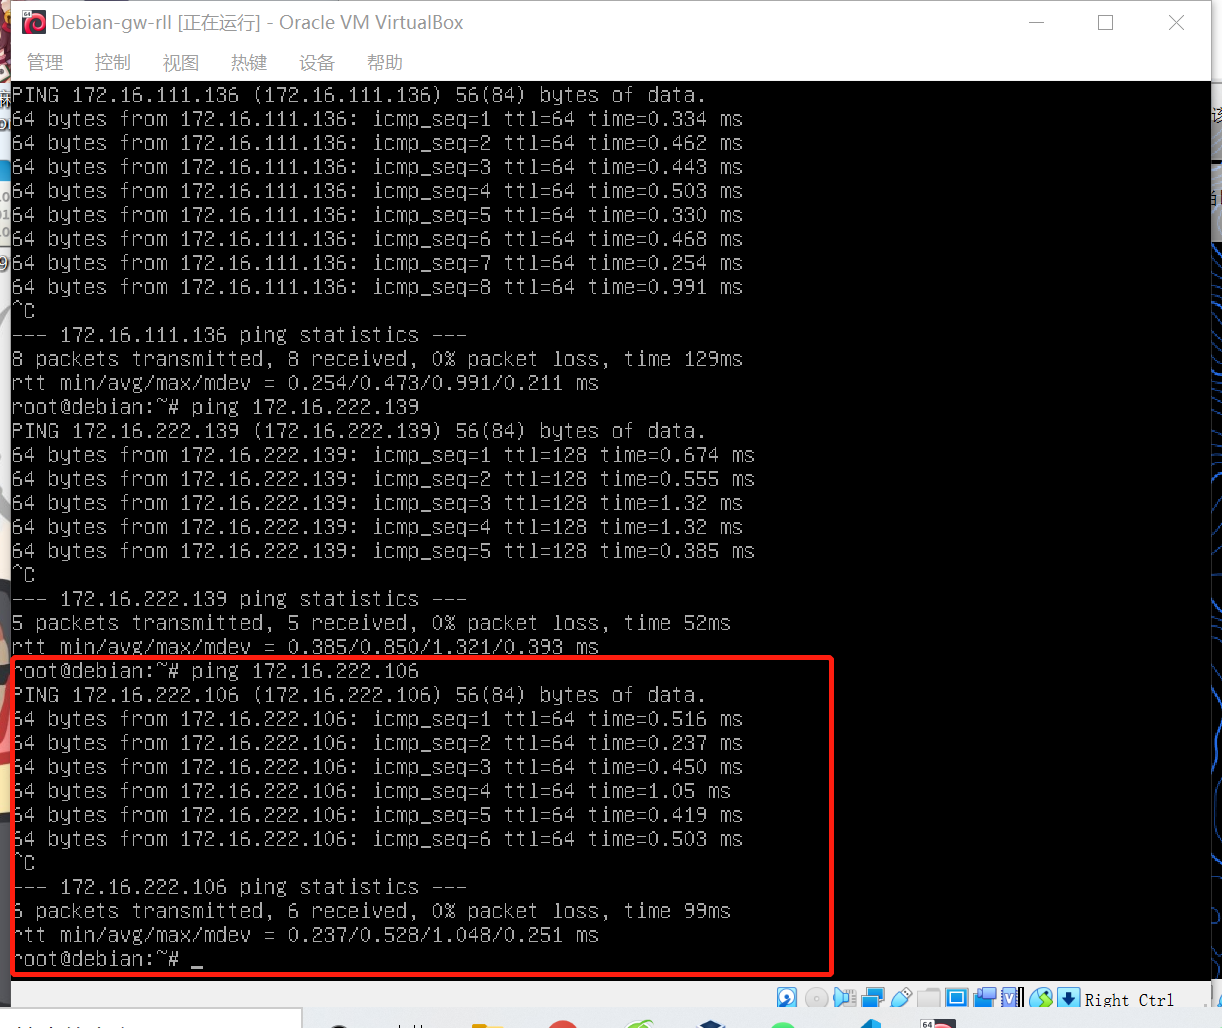 Debian-gw-rll [正在运行] - Oracle VM VirtualBox
管理 控制 视图 热键 设备 帮助
PING 172.16.111.136 (172.16.111.136) 56(84) bytes of data.
64 bytes from 172.16.111.136: icmp_seq=1 ttl=64 time=0.334 ms
64 bytes from 172.16.111.136: icmp_seq=2 ttl=64 time=0.462 ms
64 bytes from 172.16.111.136: icmp_seq=3 ttl=64 time=0.443 ms
64 bytes from 172.16.111.136: icmp_seq=4 ttl=64 time=0.503 ms
64 bytes from 172.16.111.136: icmp_seq=5 ttl=64 time=0.330 ms
64 bytes from 172.16.111.136: icmp_seq=6 ttl=64 time=0.468 ms
64 bytes from 172.16.111.136: icmp_seq=7 ttl=64 time=0.254 ms
64 bytes from 172.16.111.136: icmp_seq=8 ttl=64 time=0.991 ms
^C
--- 172.16.111.136 ping statistics ---
8 packets transmitted, 8 received, 0% packet loss, time 129ms
rtt min/avg/max/mdev = 0.254/0.473/0.991/0.211 ms
root@debian:~# ping 172.16.222.139
PING 172.16.222.139 (172.16.222.139) 56(84) bytes of data.
64 bytes from 172.16.222.139: icmp_seq=1 ttl=128 time=0.674 ms
64 bytes from 172.16.222.139: icmp_seq=2 ttl=128 time=0.555 ms
64 bytes from 172.16.222.139: icmp_seq=3 ttl=128 time=1.32 ms
64 bytes from 172.16.222.139: icmp_seq=4 ttl=128 time=1.32 ms
64 bytes from 172.16.222.139: icmp_seq=5 ttl=128 time=0.385 ms
^C
--- 172.16.222.139 ping statistics ---
5 packets transmitted, 5 received, 0% packet loss, time 52ms
rtt min/avg/max/mdev = 0.385/0.850/1.321/0.393 ms
root@debian:~# ping 172.16.222.106
PING 172.16.222.106 (172.16.222.106) 56(84) bytes of data.
64 bytes from 172.16.222.106: icmp_seq=1 ttl=64 time=0.516 ms
64 bytes from 172.16.222.106: icmp_seq=2 ttl=64 time=0.237 ms
64 bytes from 172.16.222.106: icmp_seq=3 ttl=64 time=0.450 ms
64 bytes from 172.16.222.106: icmp_seq=4 ttl=64 time=1.05 ms
64 bytes from 172.16.222.106: icmp_seq=5 ttl=64 time=0.419 ms
64 bytes from 172.16.222.106: icmp_seq=6 ttl=64 time=0.503 ms
^C
--- 172.16.222.106 ping statistics ---
6 packets transmitted, 6 received, 0% packet loss, time 99ms
rtt min/avg/max/mdev = 0.237/0.528/1.048/0.251 ms
root@debian:~# _
Right Ctrl